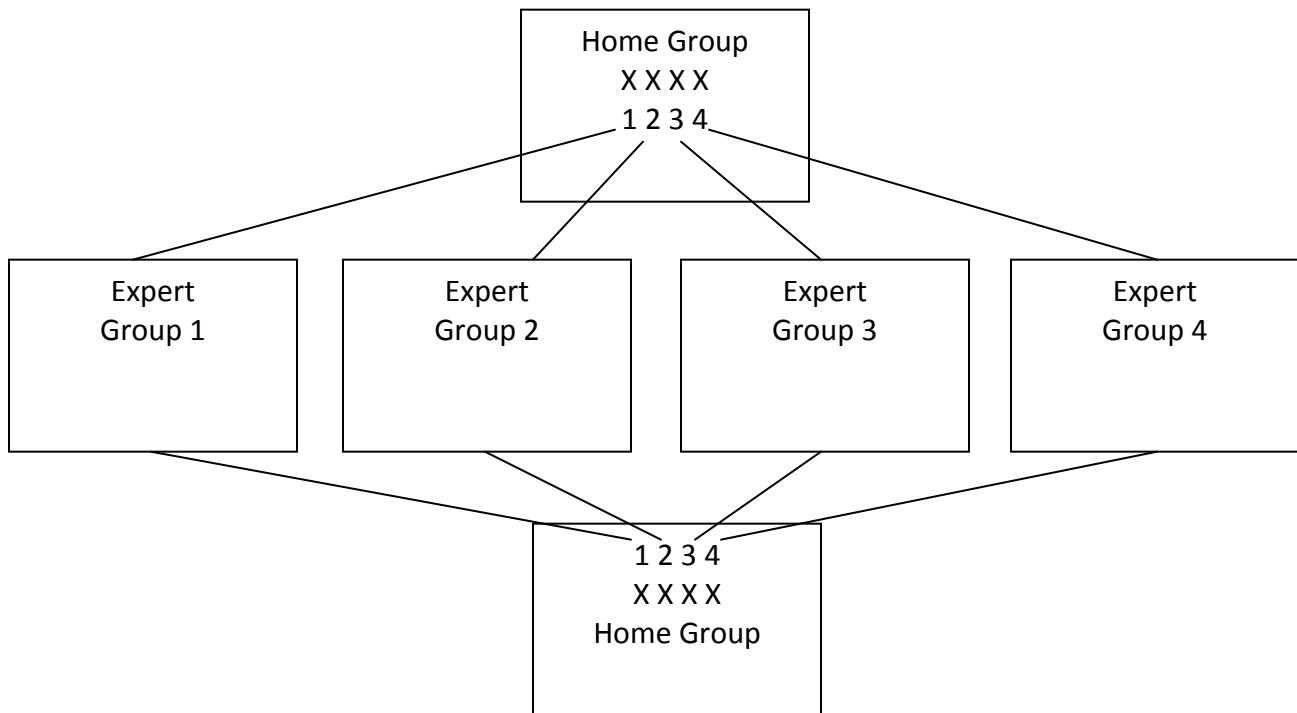 Home Group
X X X X
1 2 3 4
Expert
Group 1
Expert
Group 2
Expert
Group 3
Expert
Group 4
1 2 3 4
X X X X
Home Group